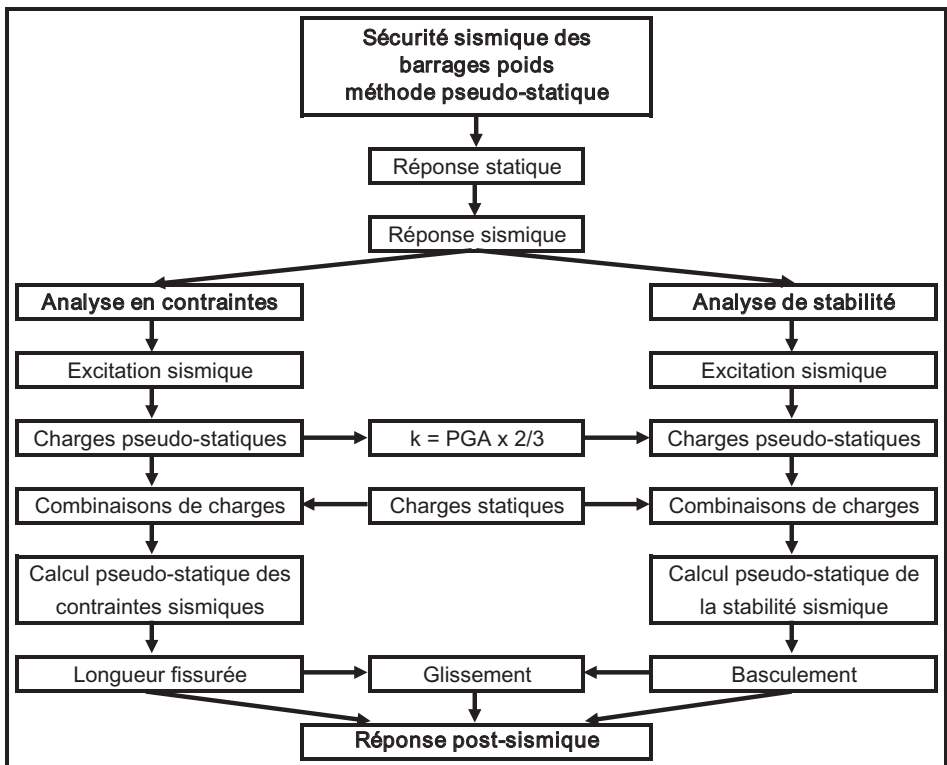 Sécurité sismique des
barrages poids
méthode pseudo-statique
Réponse statique
Réponse sismique
Analyse en contraintes
Analyse de stabilité
Excitation sismique
Excitation sismique
Charges pseudo-statiques
k = PGA x 2/3
Charges pseudo-statiques
Combinaisons de charges
Charges statiques
Combinaisons de charges
Calcul pseudo-statique des
contraintes sismiques
Calcul pseudo-statique de
la stabilité sismique
Longueur fissurée
Glissement
Basculement
Réponse post-sismique